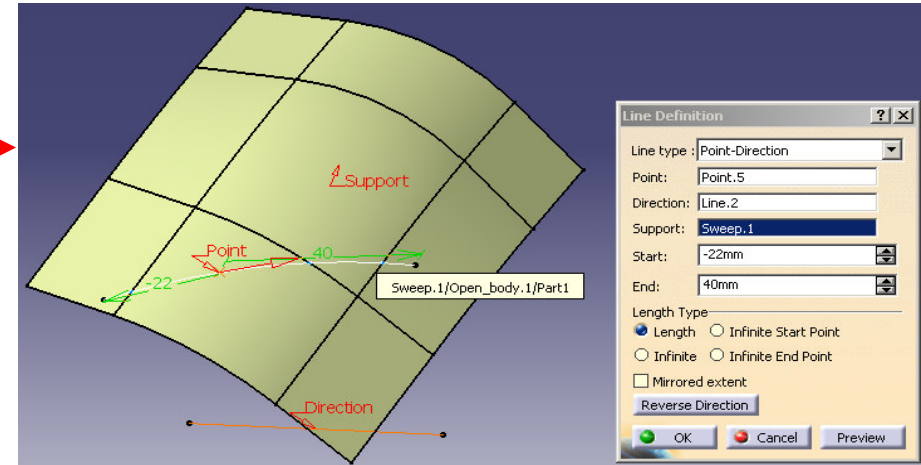 Support
Point
40
-22
Sweep.1/Open_body.1/Part1
Direction
Line Definition
Line type : Point-Direction
Point: Point.5
Direction: Line.2
Support: Sweep.1
Start: -22mm
End: 40mm
Length Type
Length Infinite Start Point
Infinite Infinite End Point
Mirrored extent
Reverse Direction
OK Cancel Preview